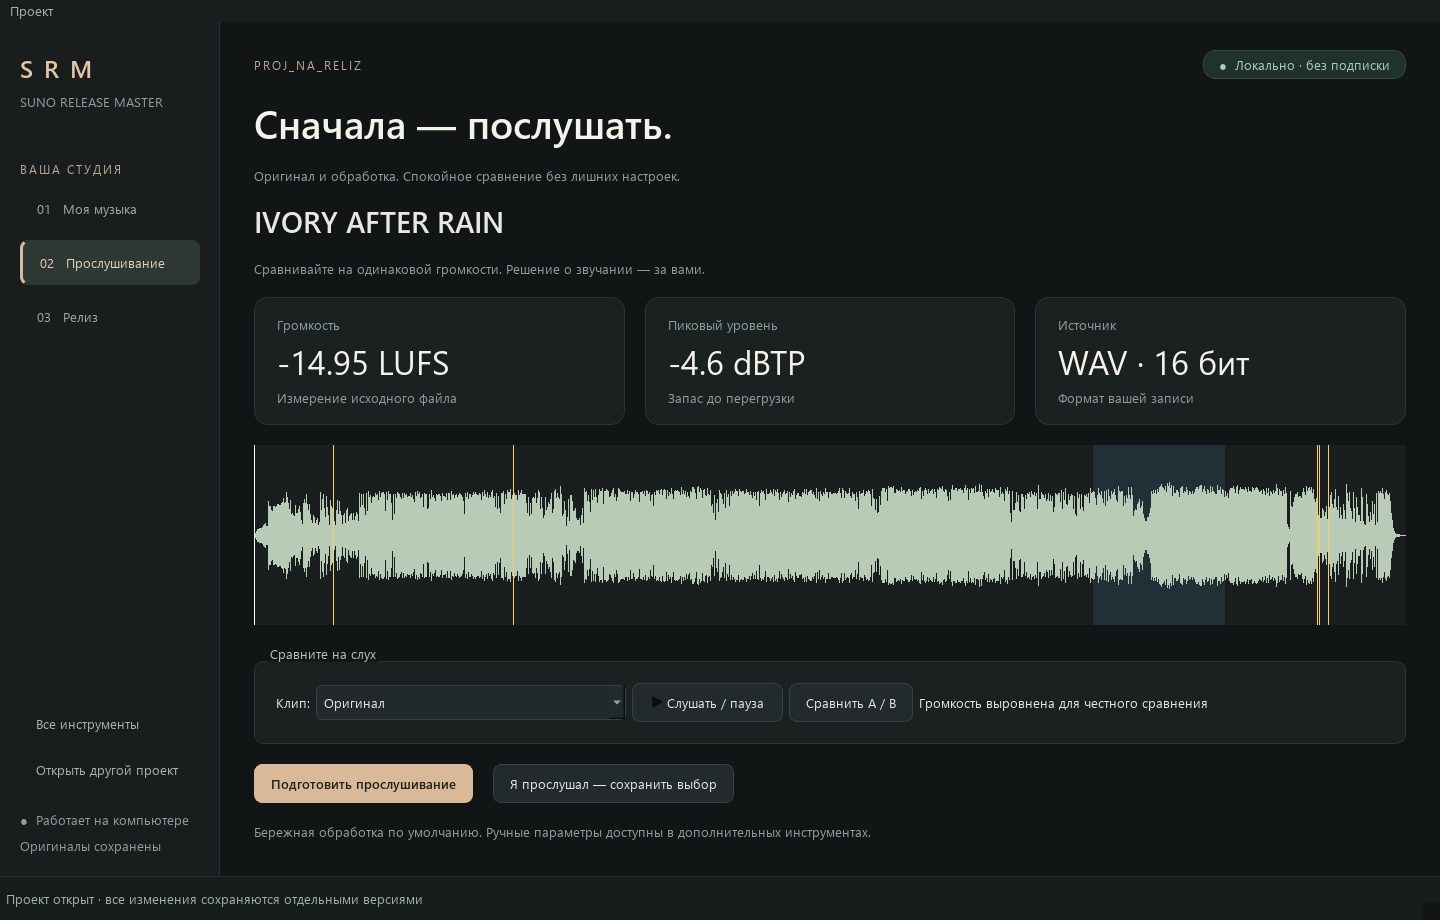 Проект
S R M
SUNO RELEASE MASTER
ВАША СТУДИЯ
01 Моя музыка
02 Прослушивание
03 Релиз
Все инструменты
Открыть другой проект
● Работает на компьютере
Оригиналы сохранены
PROJ_NA_RELIZ
● Локально · без подписки
Сначала — послушать.
Оригинал и обработка. Спокойное сравнение без лишних настроек.
IVORY AFTER RAIN
Сравнивайте на одинаковой громкости. Решение о звучании — за вами.
Громкость
-14.95 LUFS
Измерение исходного файла
Пиковый уровень
-4.6 dBTP
Запас до перегрузки
Источник
WAV · 16 бит
Формат вашей записи
Сравните на слух
Клип: Оригинал
Слушать / пауза
Сравнить A / B
Громкость выровнена для честного сравнения
Подготовить прослушивание
Я прослушал — сохранить выбор
Бережная обработка по умолчанию. Ручные параметры доступны в дополнительных инструментах.
Проект открыт · все изменения сохраняются отдельными версиями